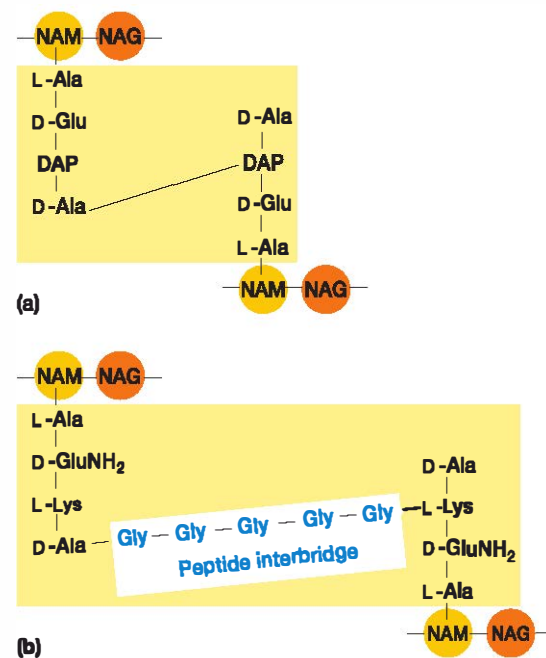 NAM NAG
L-Ala
D-Glu
DAP
D-Ala
D-Ala
DAP
D-Glu
L-Ala
NAM NAG
(a)
NAM NAG
L-Ala
D-GluNH₂
L-Lys
D-Ala
Gly — Gly — Gly — Gly — Gly
Peptide interbridge
D-Ala
L-Lys
D-GluNH₂
L-Ala
NAM NAG
(b)